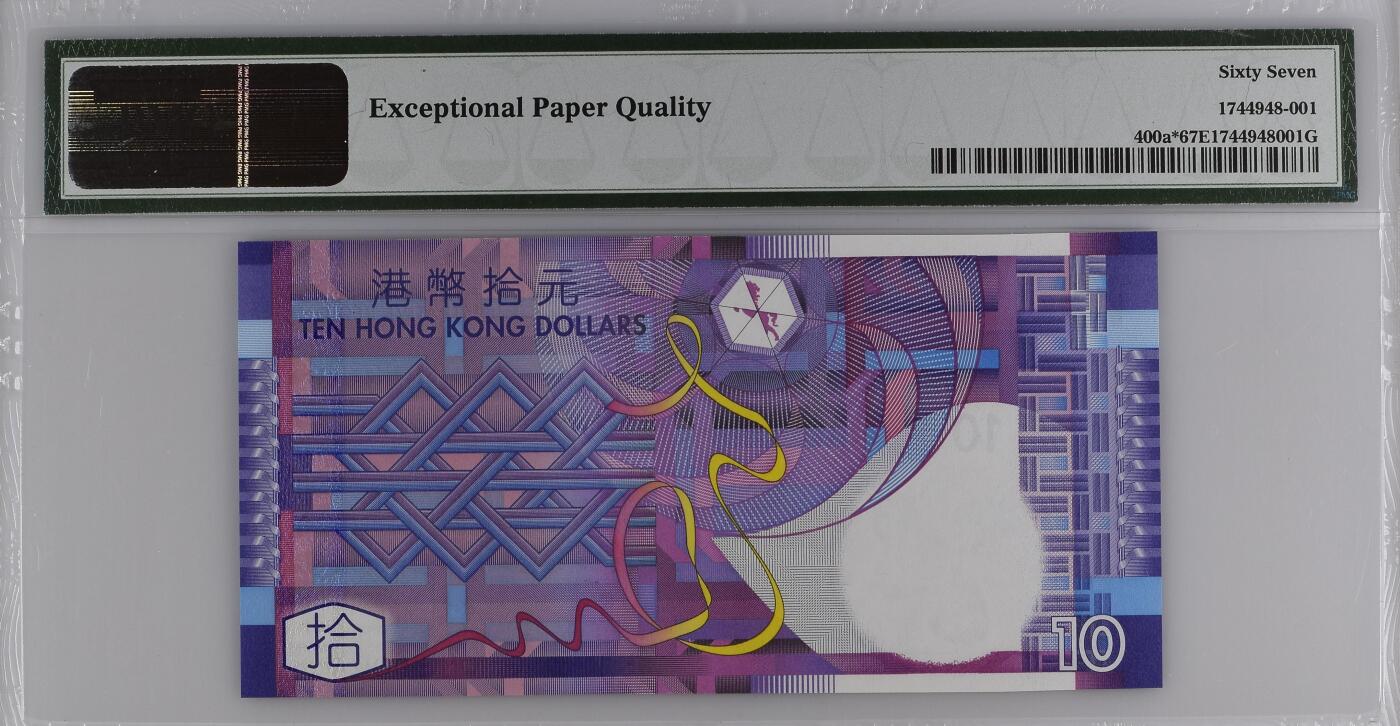 Exceptional Paper Quality
Sixty Seven
1744948-001
400a*67E1744948001G
PMG
港幣拾元
TEN HONG KONG DOLLARS
拾
10